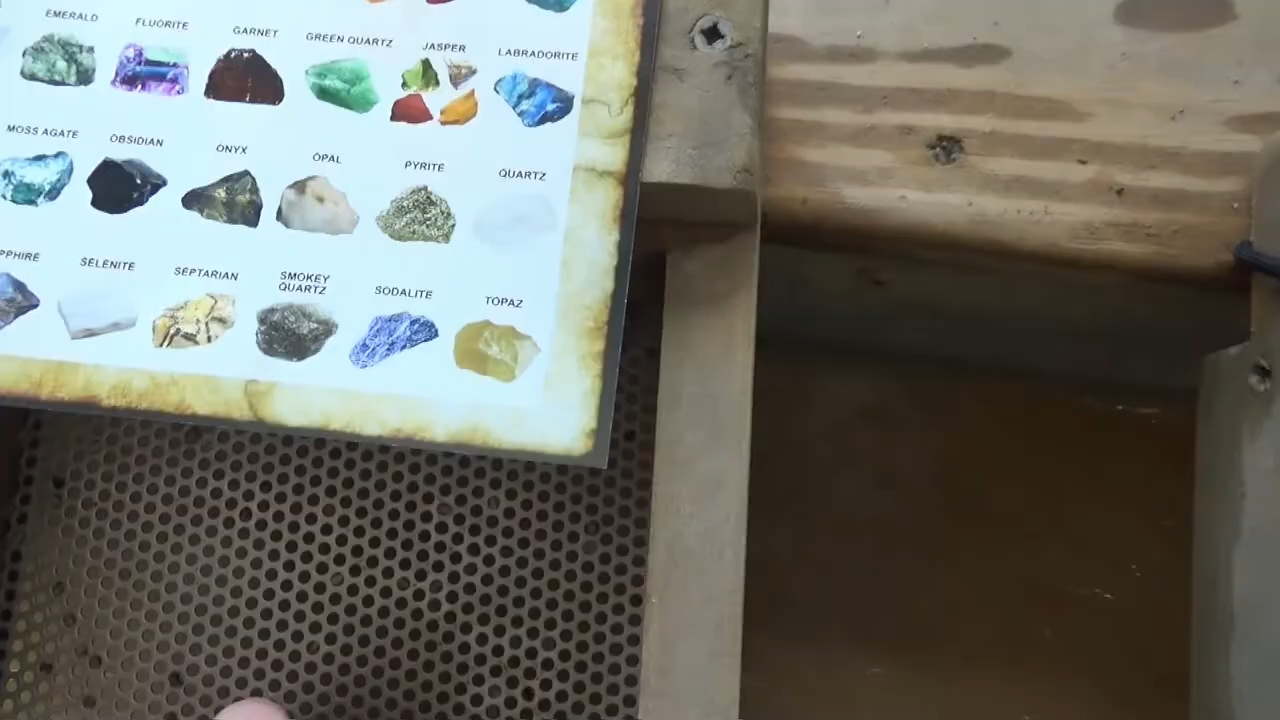 EMERALD
FLUORITE
GARNET
GREEN QUARTZ
JASPER
LABRADORITE
MOSS AGATE
OBSIDIAN
ONYX
OPAL
PYRITE
QUARTZ
PPHIRE
SELENITE
SEPTARIAN
SMOKEY
QUARTZ
SODALITE
TOPAZ